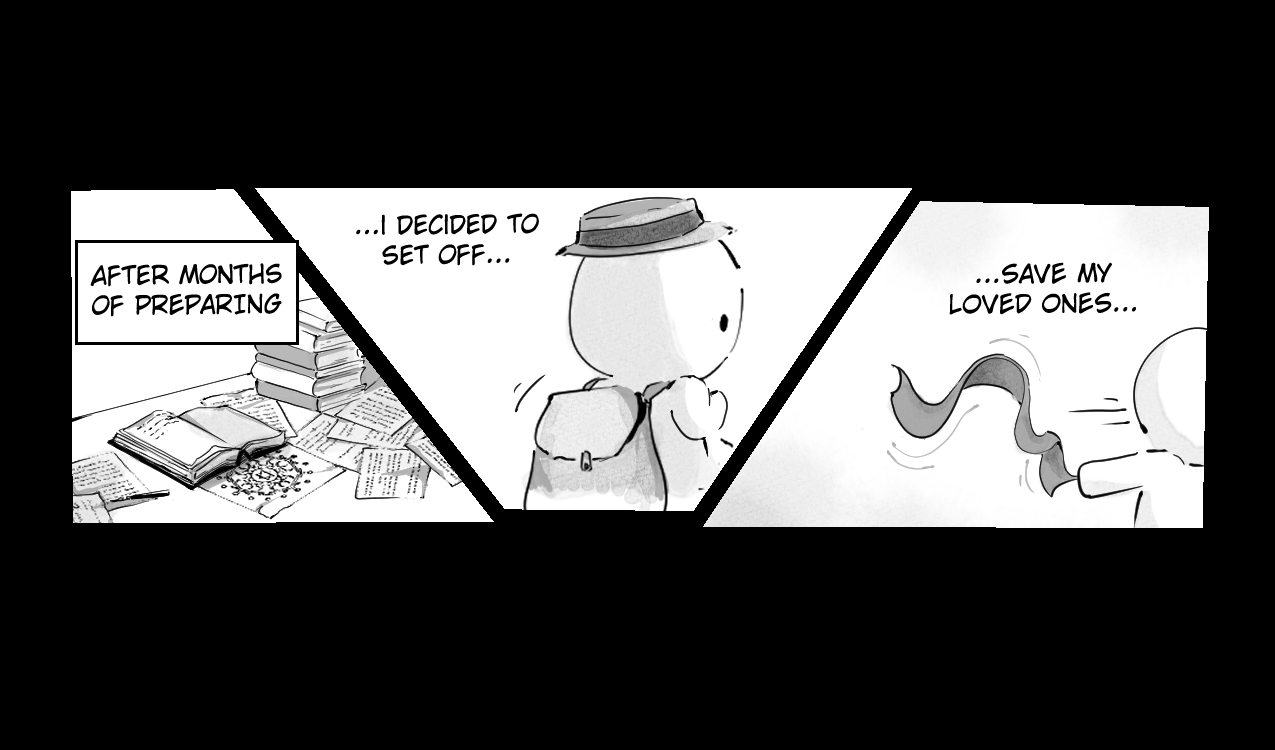 AFTER MONTHS
OF PREPARING
...I DECIDED TO
SET OFF...
...SAVE MY
LOVED ONES...